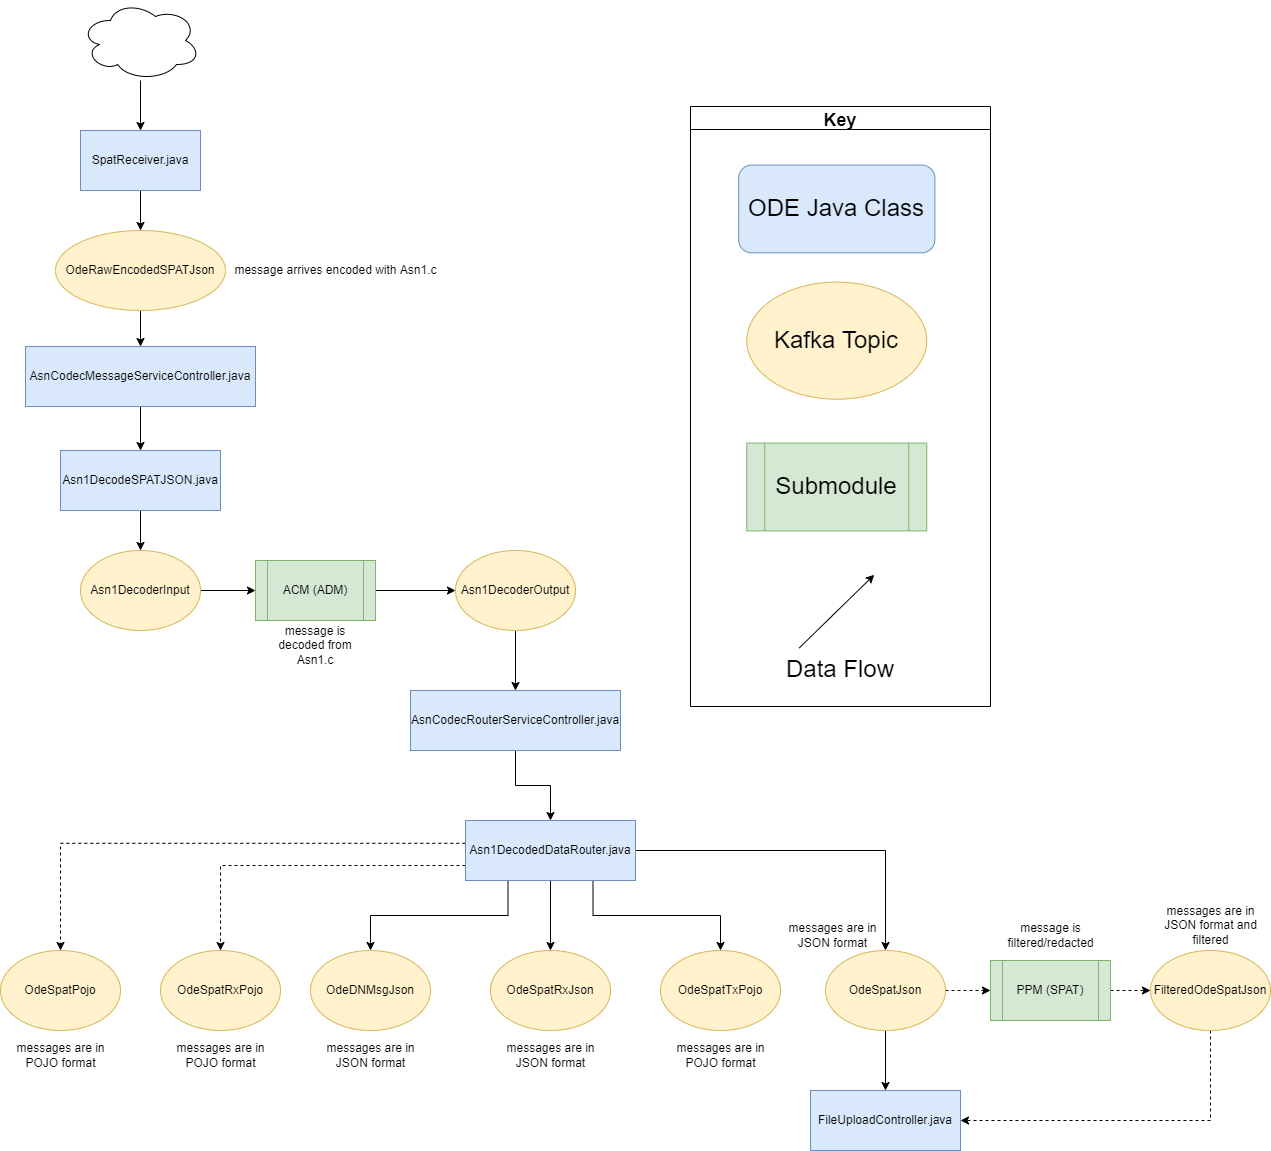 Key
SpatReceiver.java
ODE Java Class
OdeRawEncodedSPATJson
message arrives encoded with Asn1.c
Kafka Topic
AsnCodecMessageServiceController.java
Asn1DecodeSPATJSON.java
Submodule
Asn1DecoderInput
ACM (ADM)
Asn1DecoderOutput
message is
decoded from
Asn1.c
Data Flow
AsnCodecRouterServiceController.java
Asn1DecodedDataRouter.java
messages are in
JSON format
message is
filtered/redacted
messages are in
JSON format and
filtered
OdeSpatPojo
OdeSpatRxPojo
OdeDNMsgJson
OdeSpatRxJson
OdeSpatTxPojo
OdeSpatJson
PPM (SPAT)
FilteredOdeSpatJson
messages are in
POJO format
messages are in
POJO format
messages are in
JSON format
messages are in
JSON format
messages are in
POJO format
FileUploadController.java